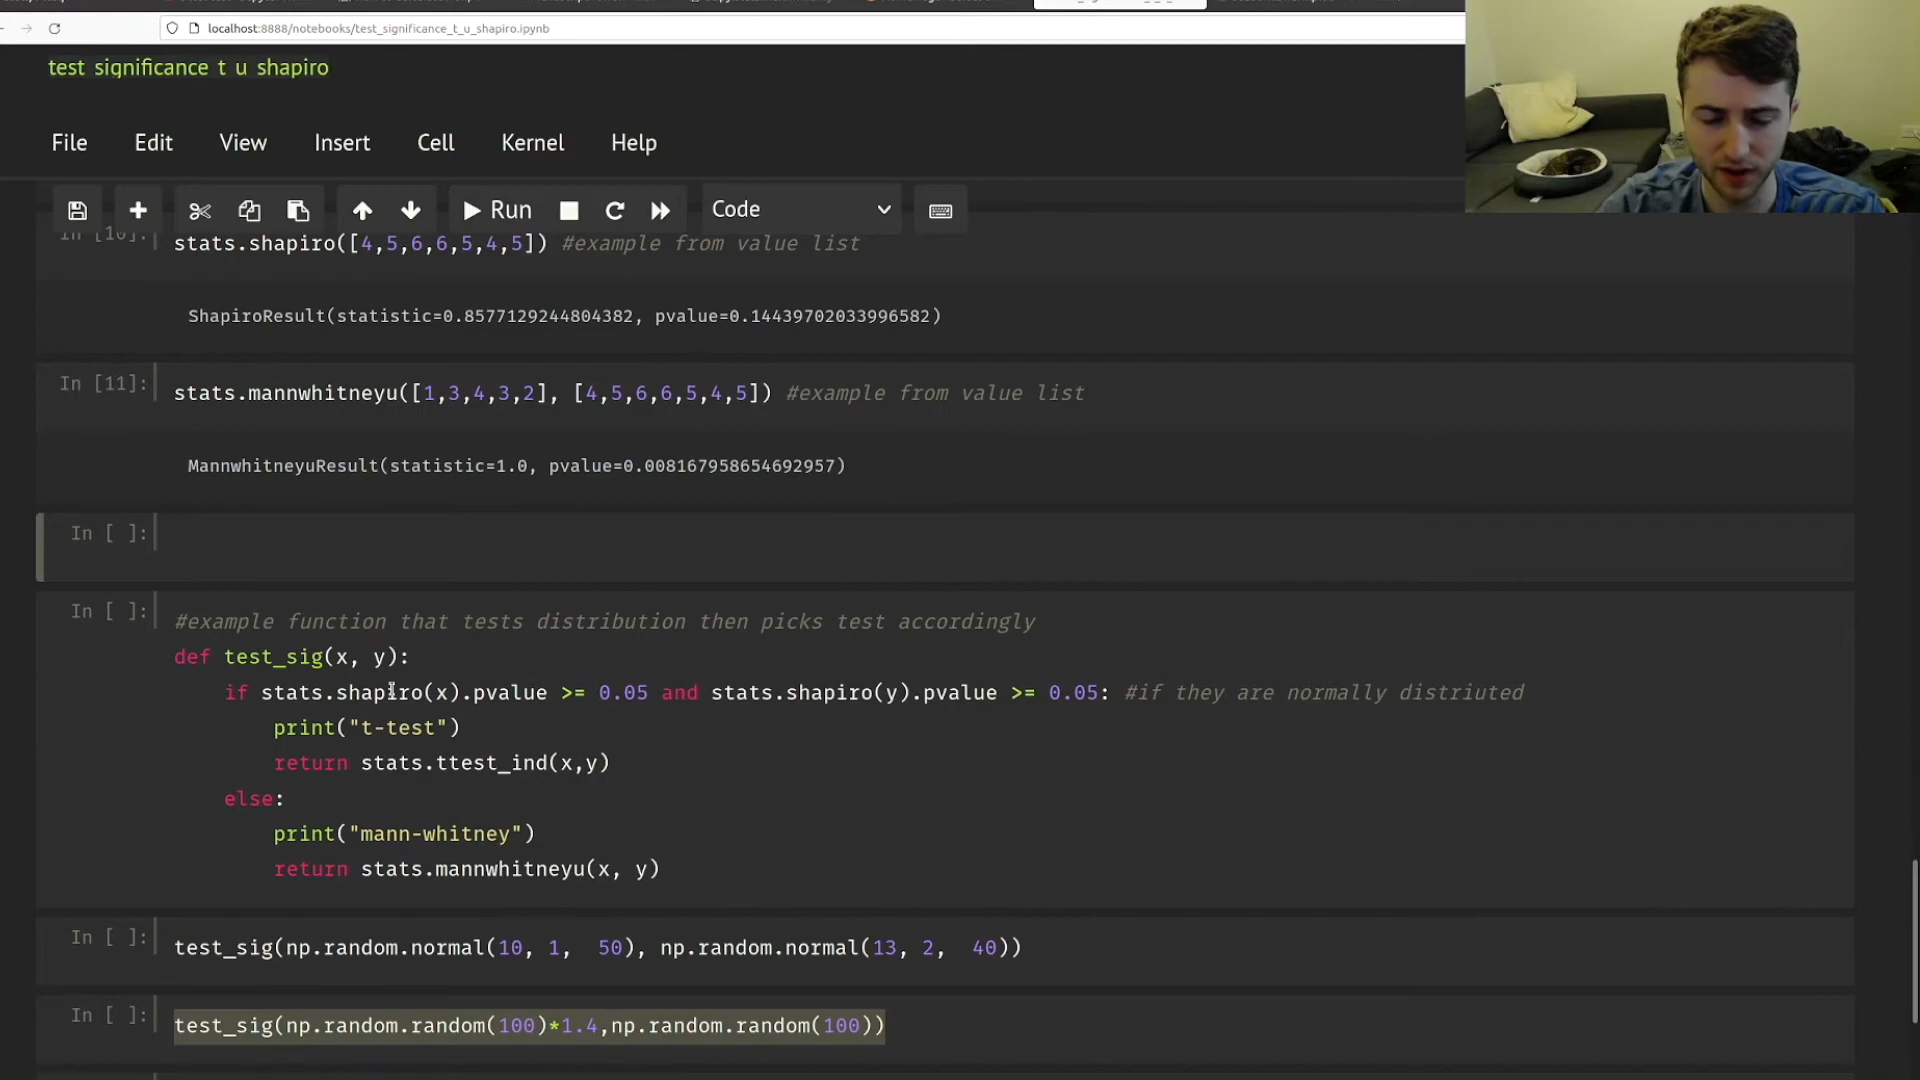 localhost:8888/notebooks/test_significance_t_u_shapiro.ipynb
test significance t u shapiro
File Edit View Insert Cell Kernel Help
Run Code
In [10]: stats.shapiro([4,5,6,6,5,4,5]) #example from value list
ShapiroResult(statistic=0.8577129244804382, pvalue=0.14439702033996582)
In [11]: stats.mannwhitneyu([1,3,4,3,2], [4,5,6,6,5,4,5]) #example from value list
MannwhitneyuResult(statistic=1.0, pvalue=0.008167958654692957)
In [ ]:
In [ ]: #example function that tests distribution then picks test accordingly
def test_sig(x, y):
if stats.shapiro(x).pvalue >= 0.05 and stats.shapiro(y).pvalue >= 0.05: #if they are normally distriuted
print("t-test")
return stats.ttest_ind(x,y)
else:
print("mann-whitney")
return stats.mannwhitneyu(x, y)
In [ ]: test_sig(np.random.normal(10, 1, 50), np.random.normal(13, 2, 40))
In [ ]: test_sig(np.random.random(100)*1.4,np.random.random(100))